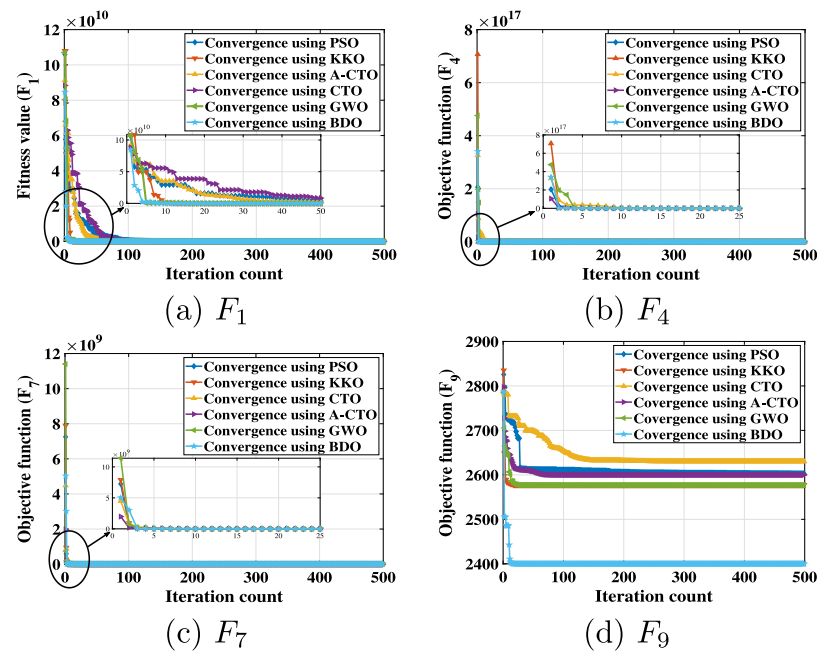 ×10^10
12
10
8
6
4
2
0
Fitness value (F_1)
Convergence using PSO
Convergence using KKO
Convergence using A-CTO
Convergence using CTO
Convergence using GWO
Convergence using BDO
×10^10
10
5
0
10 20 30 40 50
0 100 200 300 400 500
Iteration count
(a) F_1
×10^17
8
6
4
2
0
Objective function (F_4)
Convergence using PSO
Convergence using KKO
Convergence using CTO
Convergence using A-CTO
Convergence using GWO
Convergence using BDO
×10^17
8
6
4
2
0
0 5 10 15 20 25
0 100 200 300 400 500
Iteration count
(b) F_4
×10^9
12
10
8
6
4
2
0
Objective function (F_7)
Convergence using PSO
Convergence using KKO
Convergence using CTO
Convergence using A-CTO
Convergence using GWO
Convergence using BDO
×10^9
10
5
0
0 5 10 15 20 25
0 100 200 300 400 500
Iteration count
(c) F_7
2900
2800
2700
2600
2500
2400
Objective function (F_9)
Covergence using PSO
Covergence using KKO
Covergence using CTO
Covergence using A-CTO
Covergence using GWO
Covergence using BDO
0 100 200 300 400 500
Iteration count
(d) F_9